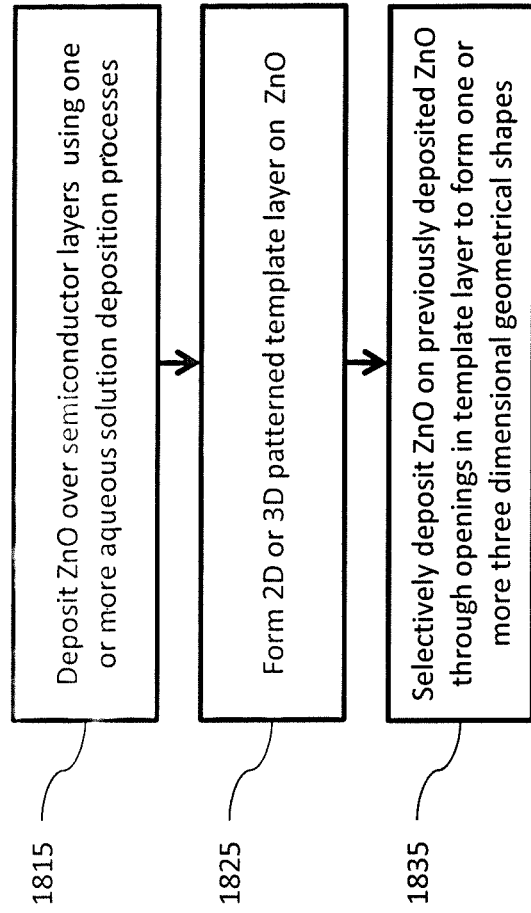 1815
Deposit ZnO over semiconductor layers using one
or more aqueous solution deposition processes
1825
Form 2D or 3D patterned template layer on ZnO
1835
Selectively deposit ZnO on previously deposited ZnO
through openings in template layer to form one or
more three dimensional geometrical shapes